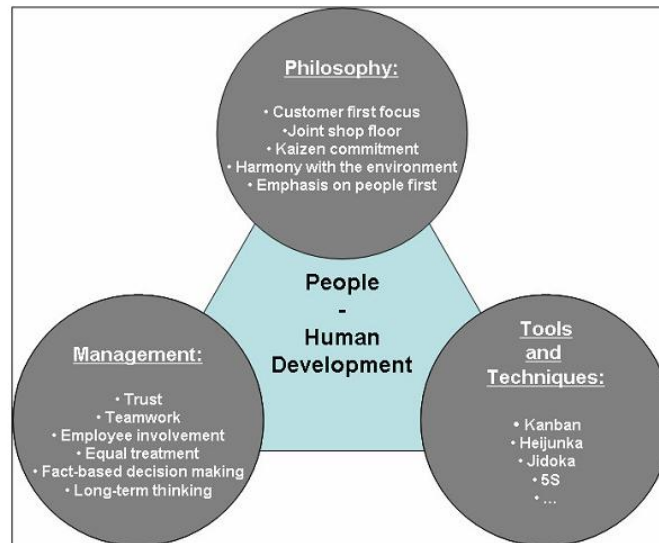 Philosophy:
• Customer first focus
• Joint shop floor
• Kaizen commitment
• Harmony with the environment
• Emphasis on people first
People
-
Human
Development
Management:
• Trust
• Teamwork
• Employee involvement
• Equal treatment
• Fact-based decision making
• Long-term thinking
Tools
and
Techniques:
• Kanban
• Heijunka
• Jidoka
• 5S
• ...